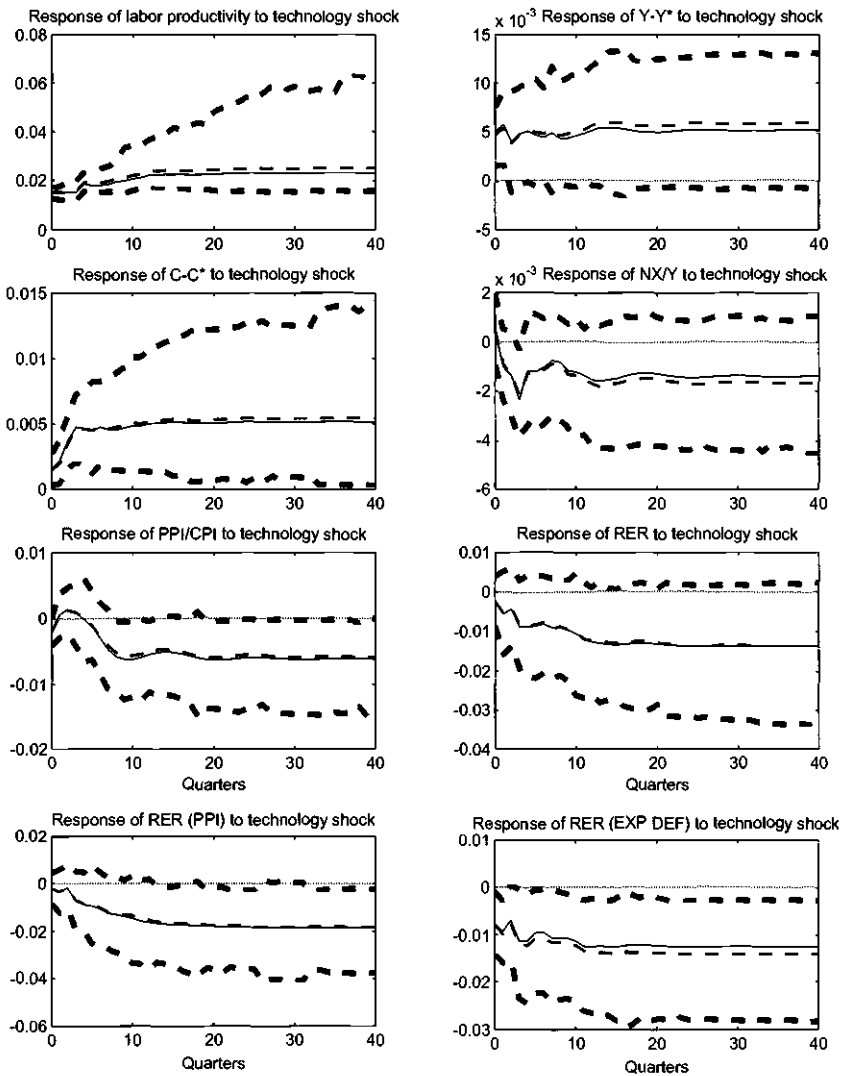 Response of labor productivity to technology shock
0.08
0.06
0.04
0.02
0
0 10 20 30 40
x 10-3 Response of Y-Y* to technology shock
15
10
5
0
-5
0 10 20 30 40
Response of C-C* to technology shock
0.015
0.01
0.005
0
0 10 20 30 40
x 10-3 Response of NX/Y to technology shock
2
0
-2
-4
-6
0 10 20 30 40
Response of PPI/CPI to technology shock
0.01
0
-0.01
-0.02
0 10 20 30 40
Quarters
Response of RER to technology shock
0.01
0
-0.01
-0.02
-0.03
-0.04
0 10 20 30 40
Quarters
Response of RER (PPI) to technology shock
0.02
0
-0.02
-0.04
-0.06
0 10 20 30 40
Quarters
Response of RER (EXP DEF) to technology shock
0.01
0
-0.01
-0.02
-0.03
0 10 20 30 40
Quarters